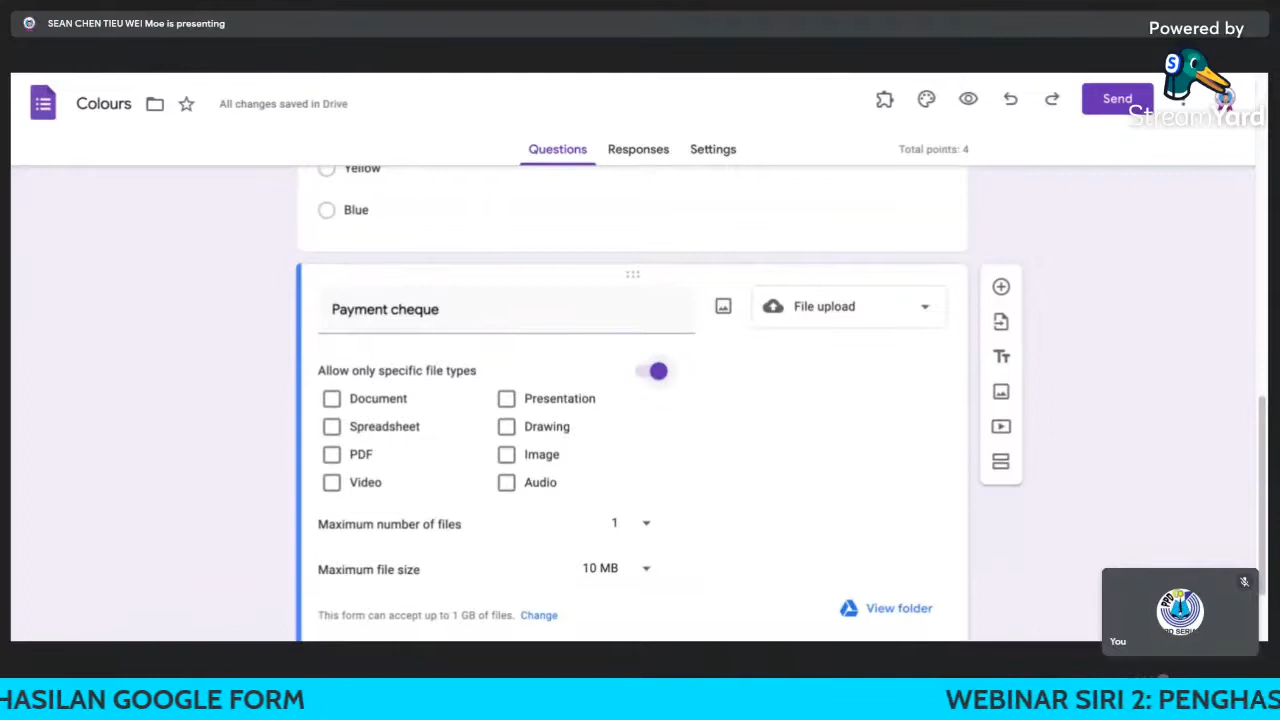 SEAN CHEN TIEU WEI Moe is presenting
Powered by
StreamYard
Colours
All changes saved in Drive
Send
Questions
Responses
Settings
Total points: 4
Yellow
Blue
Payment cheque
File upload
Allow only specific file types
Document
Presentation
Spreadsheet
Drawing
PDF
Image
Video
Audio
Maximum number of files
1
Maximum file size
10 MB
This form can accept up to 1 GB of files. Change
View folder
You
HASILAN GOOGLE FORM
WEBINAR SIRI 2: PENGHAS